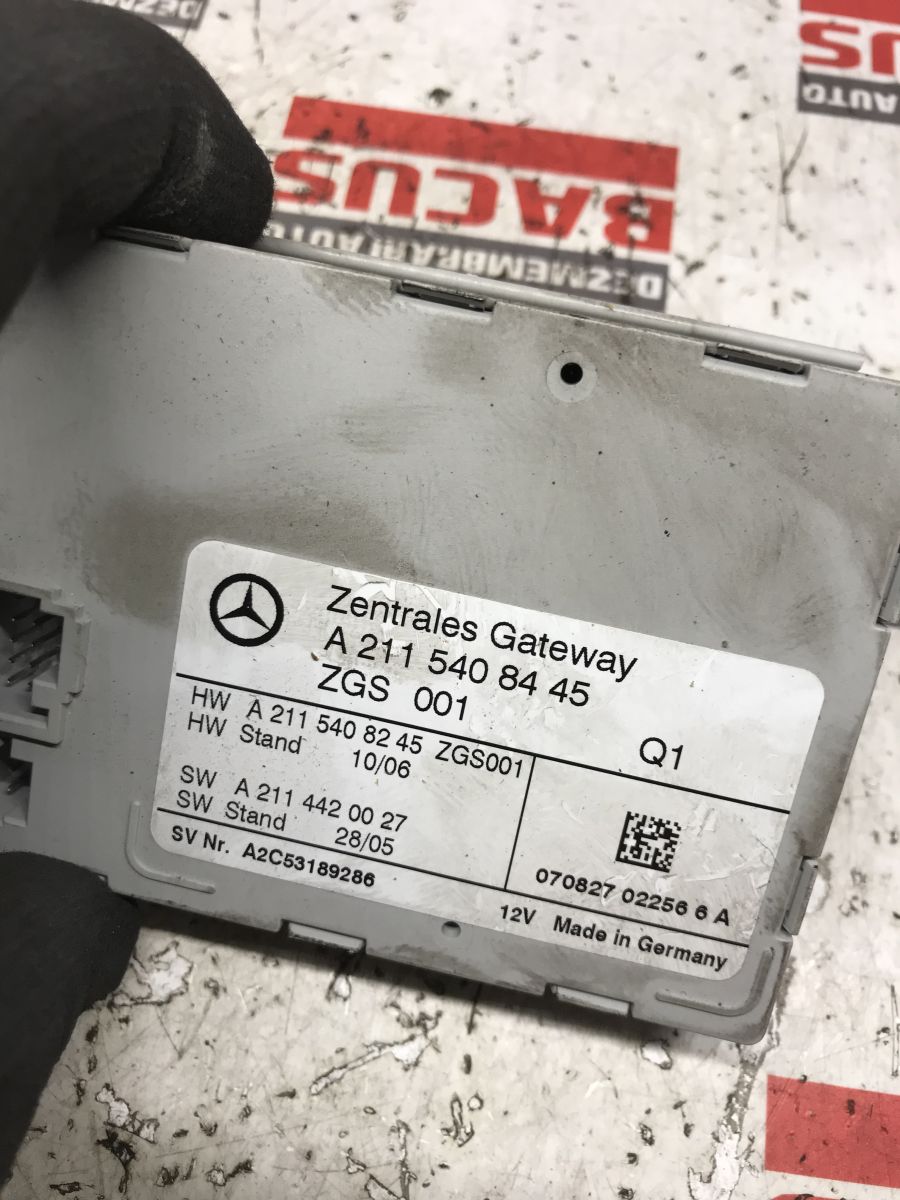 DEZMEMBRARI AUTO
BACUS
AUTO
Zentrales Gateway
A 211 540 84 45
ZGS 001
Q1
HW A 211 540 82 45 ZGS001
HW Stand 10/06
SW A 211 442 00 27
SW Stand 28/05
SV Nr. A2C53189286
070827 02256 6 A
12V Made in Germany